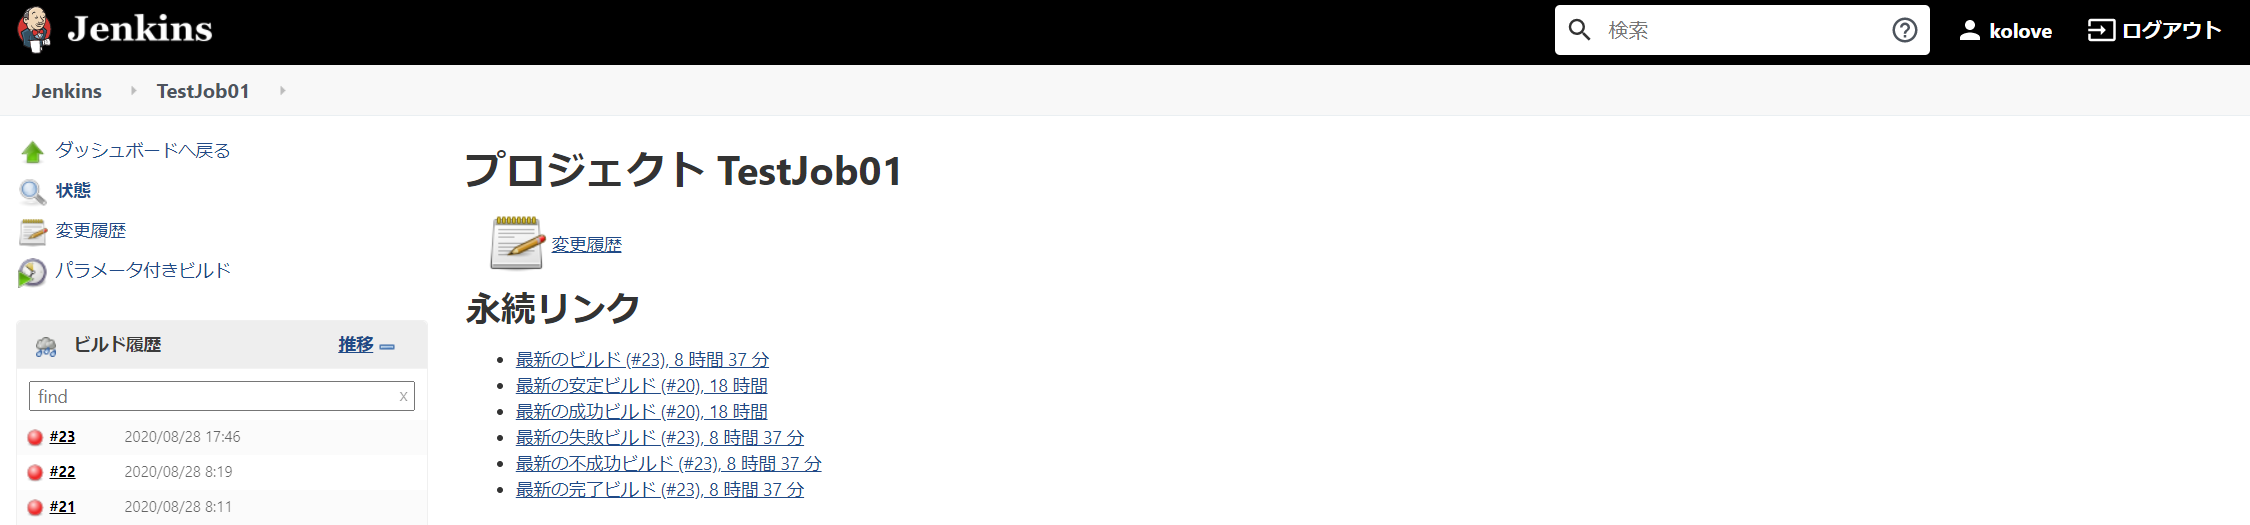 Jenkins
検索
kolove
ログアウト
Jenkins
TestJob01
ダッシュボードへ戻る
状態
変更履歴
パラメータ付きビルド
ビルド履歴
推移
find
x
#23 2020/08/28 17:46
#22 2020/08/28 8:19
#21 2020/08/28 8:11
プロジェクト TestJob01
変更履歴
永続リンク
最新のビルド (#23), 8 時間 37 分
最新の安定ビルド (#20), 18 時間
最新の成功ビルド (#20), 18 時間
最新の失敗ビルド (#23), 8 時間 37 分
最新の不成功ビルド (#23), 8 時間 37 分
最新の完了ビルド (#23), 8 時間 37 分